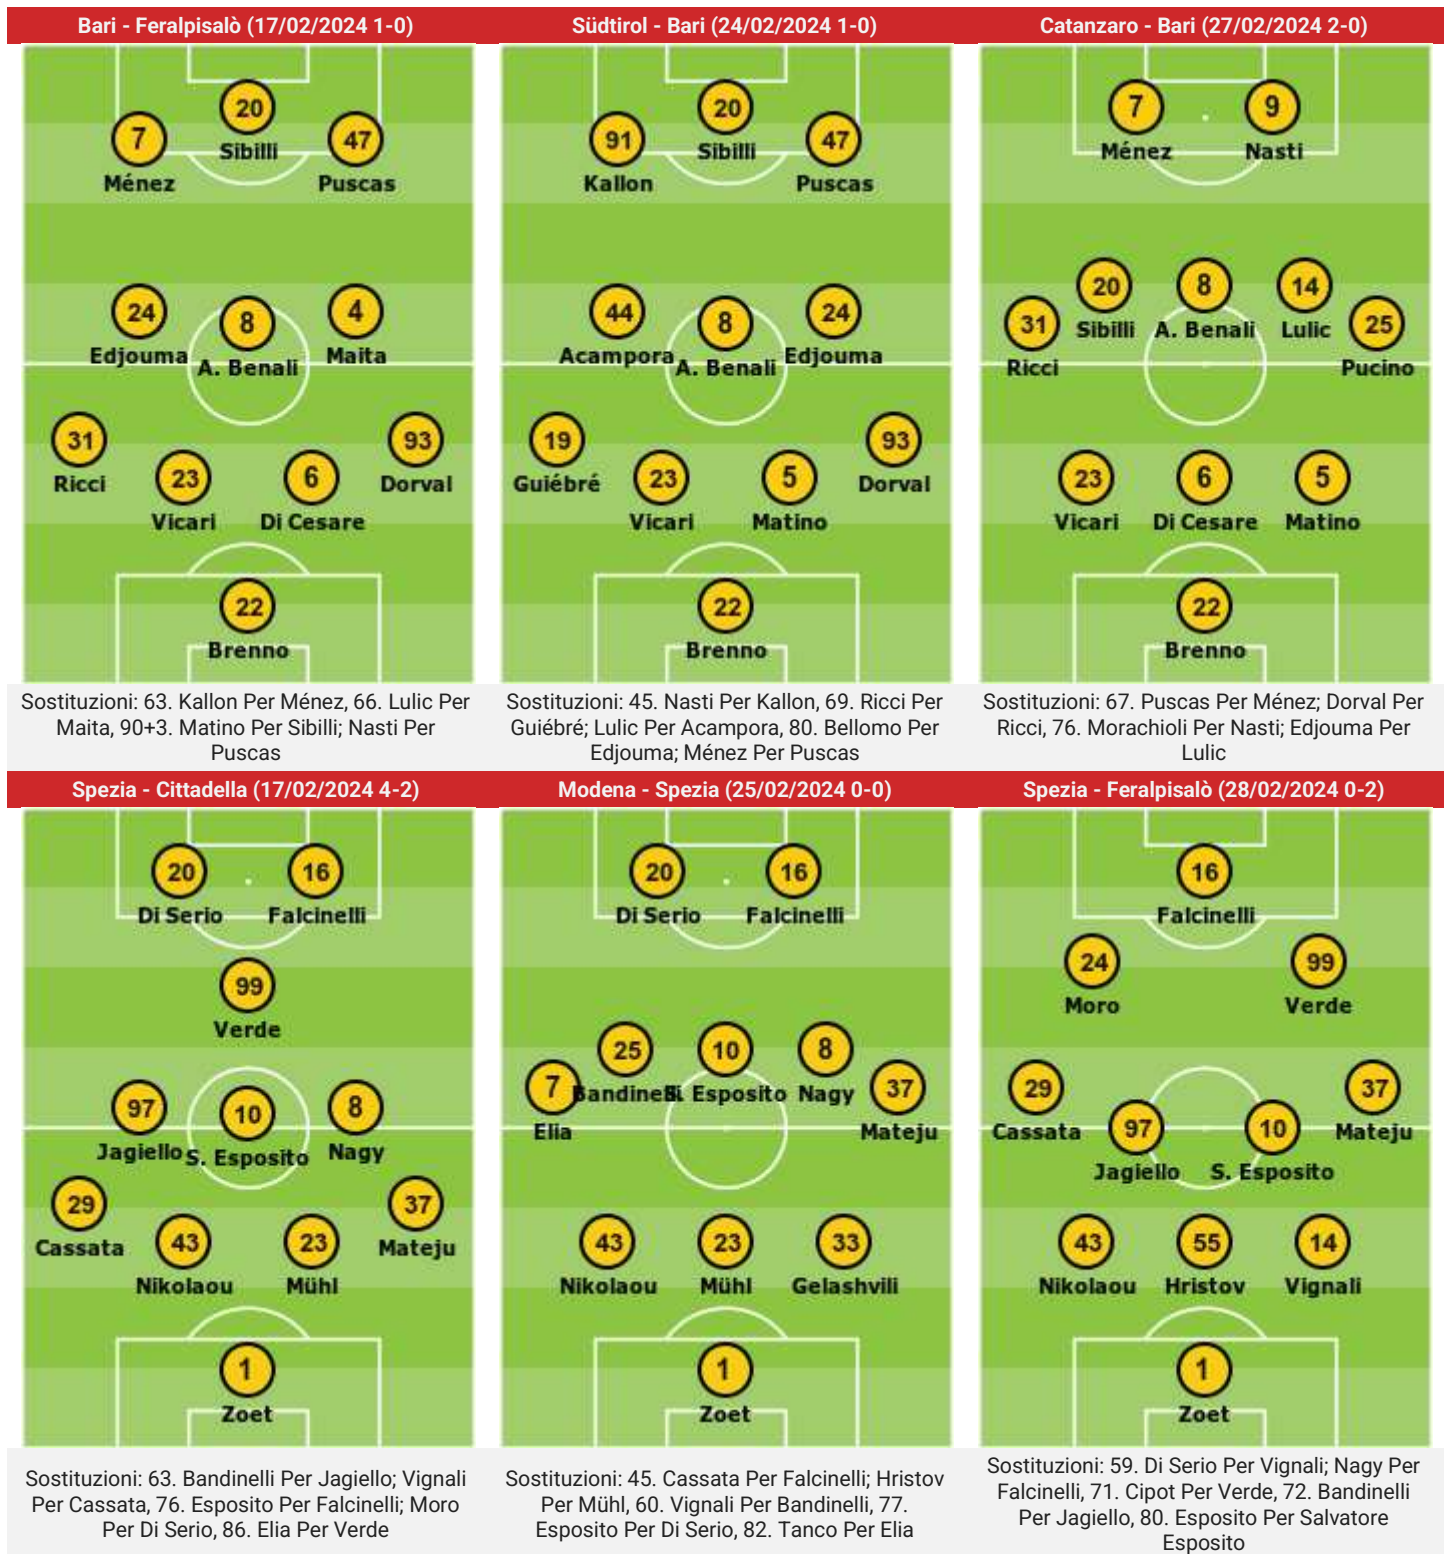 Bari - Feralpisalò (17/02/2024 1-0)
20
7
47
Sibilli
Ménez
Puscas
24
8
4
Edjouma
A. Benali
Maita
31
93
23
6
Ricci
Dorval
Vicari
Di Cesare
22
Brenno
Sostituzioni: 63. Kallon Per Ménez, 66. Lulic Per
Maita, 90+3. Matino Per Sibilli; Nasti Per
Puscas
Südtirol - Bari (24/02/2024 1-0)
20
91
47
Sibilli
Kallon
Puscas
44
8
24
Acampora
A. Benali
Edjouma
19
93
23
5
Guiébré
Dorval
Vicari
Matino
22
Brenno
Sostituzioni: 45. Nasti Per Kallon, 69. Ricci Per
Guiébré; Lulic Per Acampora, 80. Bellomo Per
Edjouma; Ménez Per Puscas
Catanzaro - Bari (27/02/2024 2-0)
7
9
Ménez
Nasti
20
8
14
31
25
Sibilli
A. Benali
Lulic
Ricci
Pucino
23
6
5
Vicari
Di Cesare
Matino
22
Brenno
Sostituzioni: 67. Puscas Per Ménez; Dorval Per
Ricci, 76. Morachioli Per Nasti; Edjouma Per
Lulic
Spezia - Cittadella (17/02/2024 4-2)
20
16
Di Serio
Falcinelli
99
Verde
97
10
8
Jagiello
S. Esposito
Nagy
29
37
43
23
Cassata
Mateju
Nikolaou
Mühl
1
Zoet
Sostituzioni: 63. Bandinelli Per Jagiello; Vignali
Per Cassata, 76. Esposito Per Falcinelli; Moro
Per Di Serio, 86. Elia Per Verde
Modena - Spezia (25/02/2024 0-0)
20
16
Di Serio
Falcinelli
25
10
8
7
37
Bandinelli
S. Esposito
Nagy
Elia
Mateju
43
23
33
Nikolaou
Mühl
Gelashvili
1
Zoet
Sostituzioni: 45. Cassata Per Falcinelli; Hristov
Per Mühl, 60. Vignali Per Bandinelli, 77.
Esposito Per Di Serio, 82. Tanco Per Elia
Spezia - Feralpisalò (28/02/2024 0-2)
16
Falcinelli
24
99
Moro
Verde
29
37
97
10
Cassata
Mateju
Jagiello
S. Esposito
43
55
14
Nikolaou
Hristov
Vignali
1
Zoet
Sostituzioni: 59. Di Serio Per Vignali; Nagy Per
Falcinelli, 71. Cipot Per Verde, 72. Bandinelli
Per Jagiello, 80. Esposito Per Salvatore
Esposito